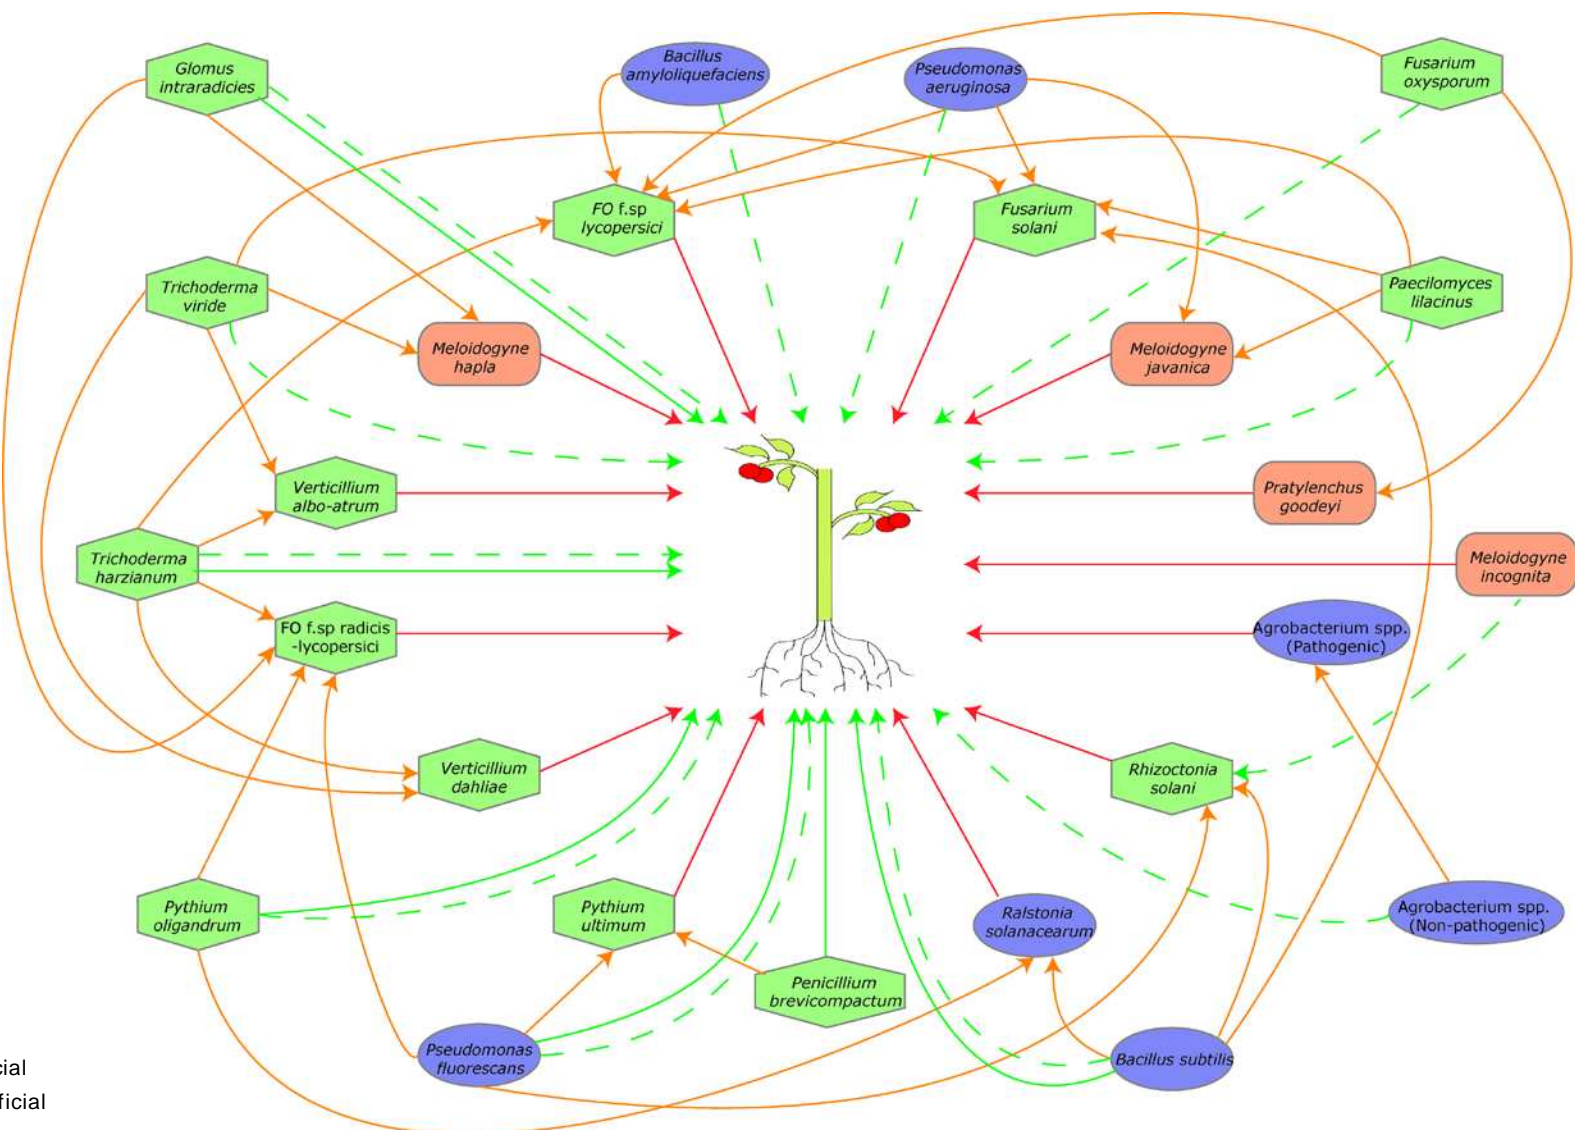 Glomus
intraradicies
Bacillus
amyloliquefaciens
Pseudomonas
aeruginosa
Fusarium
oxysporum
FO f.sp
lycopersici
Fusarium
solani
Trichoderma
viride
Paecilomyces
lilacinus
Meloidogyne
hapla
Meloidogyne
javanica
Verticillium
albo-atrum
Pratylenchus
goodeyi
Trichoderma
harzianum
Meloidogyne
incognita
FO f.sp radicis
-lycopersici
Agrobacterium spp.
(Pathogenic)
Verticillium
dahliae
Rhizoctonia
solani
Pythium
oligandrum
Pythium
ultimum
Ralstonia
solanacearum
Agrobacterium spp.
(Non-pathogenic)
Penicillium
brevicompactum
Pseudomonas
fluorescans
Bacillus subtilis
cial
ficial